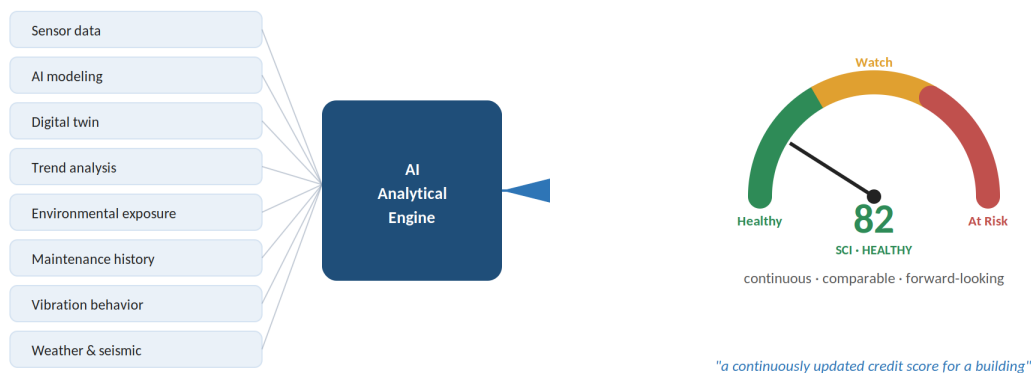 Sensor data
AI modeling
Digital twin
Trend analysis
Environmental exposure
Maintenance history
Vibration behavior
Weather & seismic
AI
Analytical
Engine
Watch
Healthy
At Risk
82
SCI · HEALTHY
continuous · comparable · forward-looking
"a continuously updated credit score for a building"